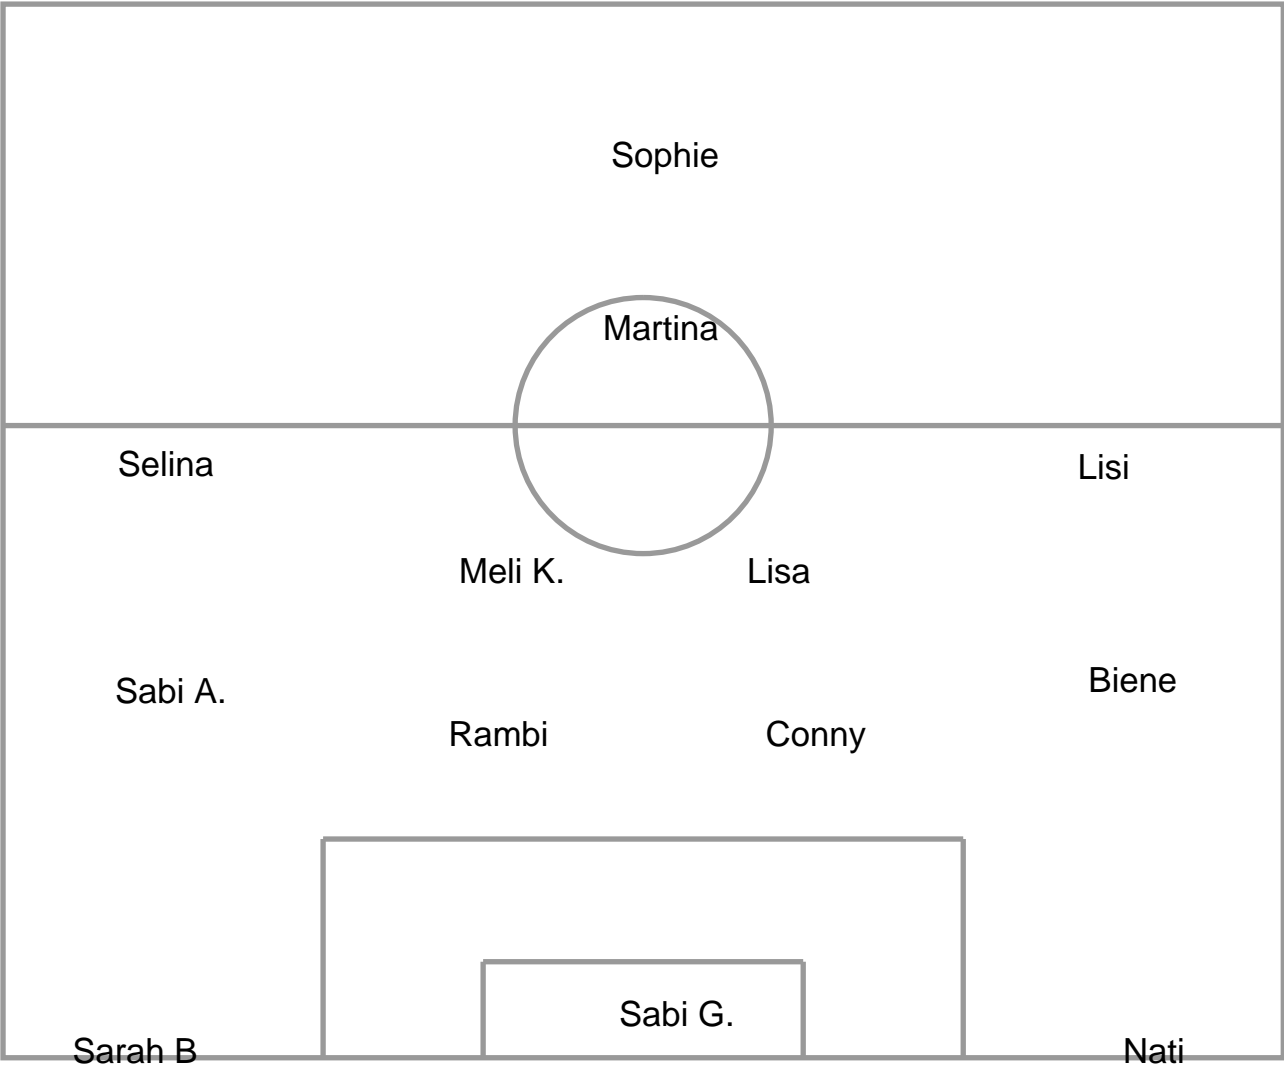 Sophie
Martina
Selina
Lisi
Meli K.
Lisa
Sabi A.
Biene
Rambi
Conny
Sabi G.
Sarah B
Nati